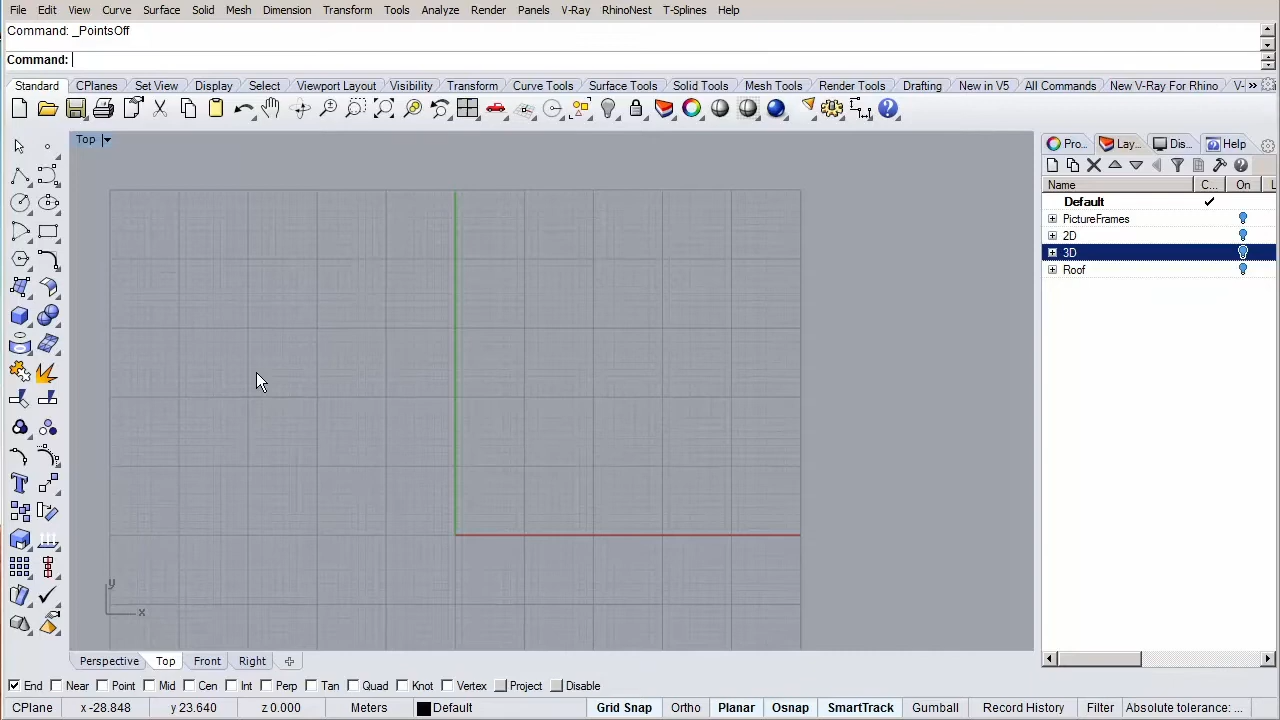 File Edit View Curve Surface Solid Mesh Dimension Transform Tools Analyze Render Panels V-Ray RhinoNest T-Splines Help
Command: _PointsOff
Command:
Standard CPlanes Set View Display Select Viewport Layout Visibility Transform Curve Tools Surface Tools Solid Tools Mesh Tools Render Tools Drafting New in V5 All Commands New V-Ray For Rhino V- »
Top
Pro... Lay... Dis... Help
Name C... On L
Default
PictureFrames
2D
3D
Roof
y
x
Perspective Top Front Right
End Near Point Mid Cen Int Perp Tan Quad Knot Vertex Project Disable
CPlane x -28.848 y 23.640 z 0.000 Meters Default Grid Snap Ortho Planar Osnap SmartTrack Gumball Record History Filter Absolute tolerance: ...